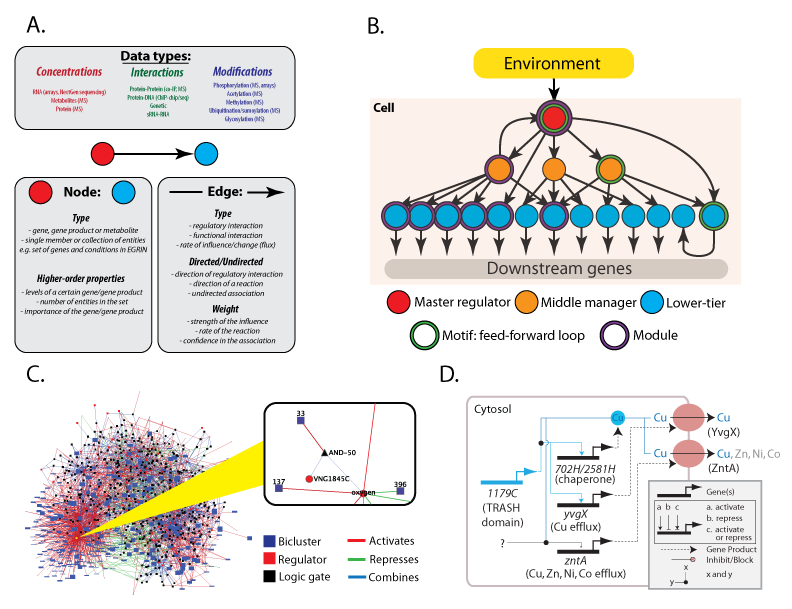 A.
Data types:
Concentrations
RNA (arrays, NextGen sequencing)
Metabolites (MS)
Protein (MS)
Interactions
Protein-Protein (co-IP, MS)
Protein-DNA (ChIP-chip/seq)
Genetic
sRNA-RNA
Modifications
Phosphorylation (MS, arrays)
Acetylation (MS)
Methylation (MS)
Ubiquitination/sumoylation (MS)
Glycosylation (MS)
Node:
Type
- gene, gene product or metabolite
- single member or collection of entities
e.g. set of genes and conditions in EGRIN
Higher-order properties
- levels of a certain gene/gene product
- number of entities in the set
- importance of the gene/gene product
Edge:
Type
- regulatory interaction
- functional interaction
- rate of influence/change (flux)
Directed/Undirected
- direction of regulatory interaction
- direction of a reaction
- undirected association
Weight
- strength of the influence
- rate of the reaction
- confidence in the association
B.
Environment
Cell
Downstream genes
Master regulator
Middle manager
Lower-tier
Motif: feed-forward loop
Module
C.
33
AND-50
VNG1845C
137
oxygen
396
Bicluster
Regulator
Logic gate
Activates
Represses
Combines
D.
Cytosol
Cu
Cu
Cu
(YvgX)
Cu
Cu, Zn, Ni, Co
(ZntA)
702H/2581H
(chaperone)
1179C
(TRASH
domain)
yvgX
(Cu efflux)
?
zntA
(Cu, Zn, Ni, Co efflux)
Gene(s)
a b c
a. activate
b. repress
c. activate
or repress
Gene Product
Inhibit/Block
x
y
x and y